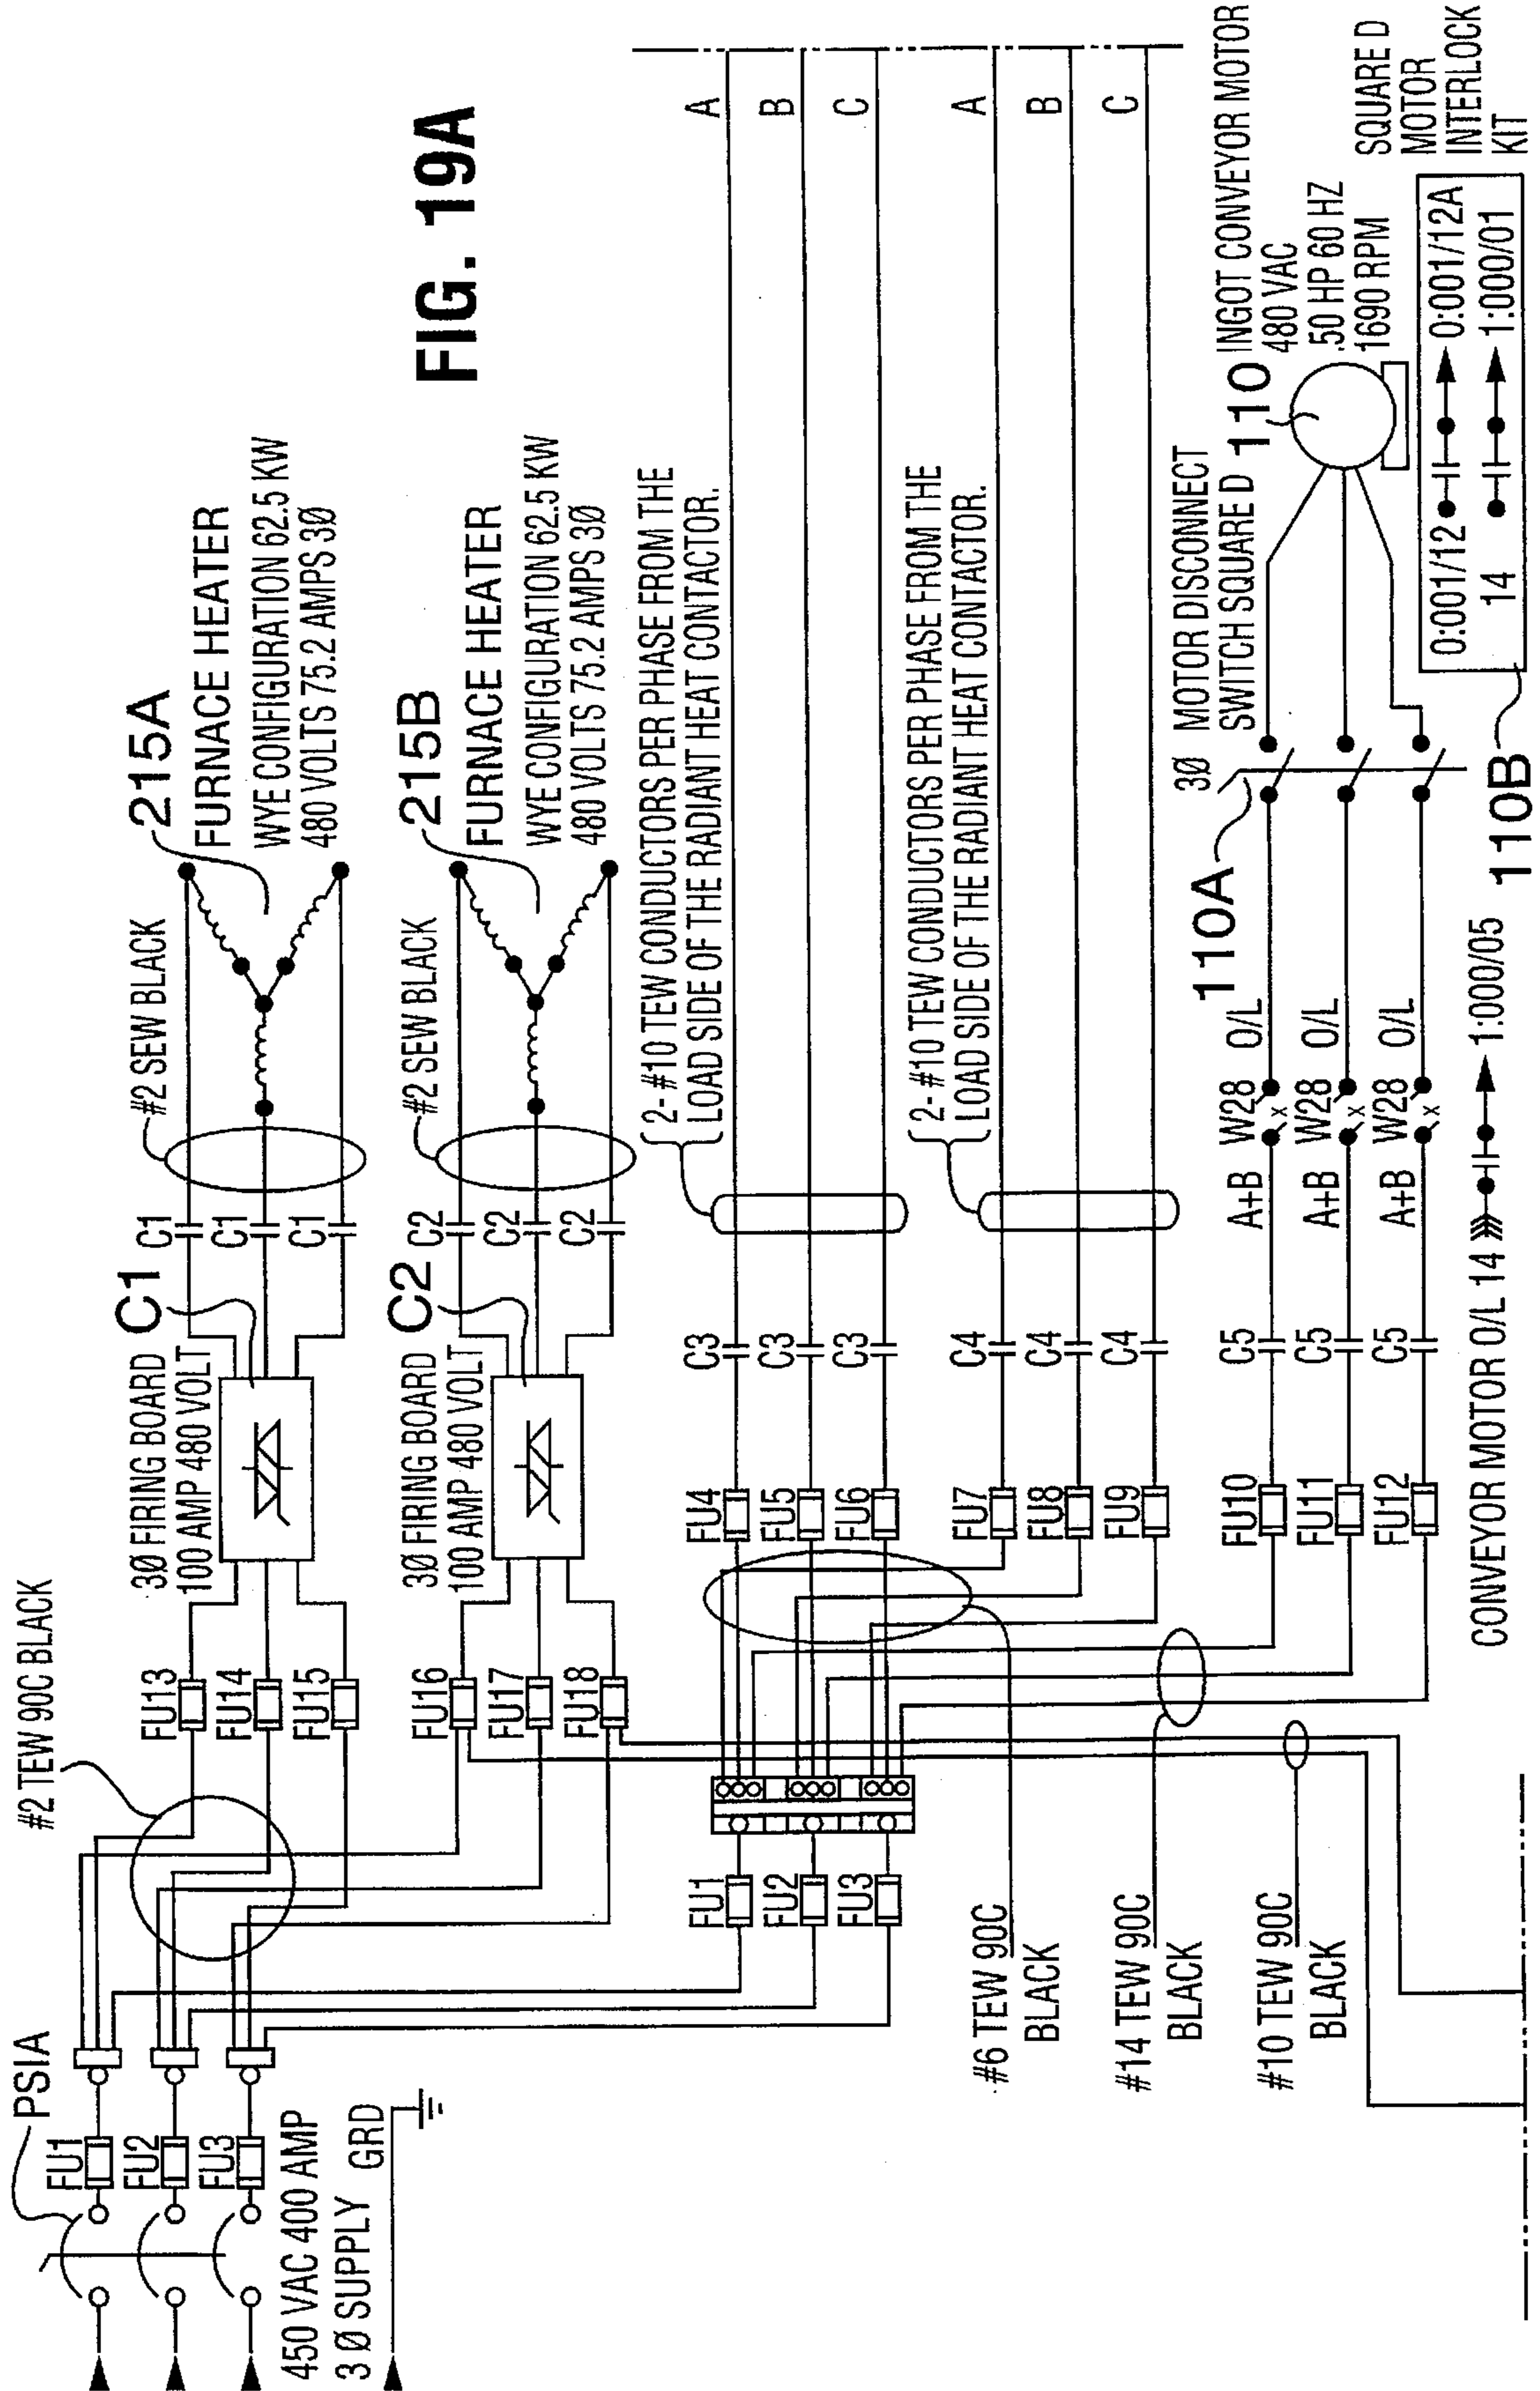 FIG. 19A
PSIA
FU1
FU2
FU3
450 VAC 400 AMP
3 Ø SUPPLY GRD
#2 TEW 90C BLACK
FU13
FU14
FU15
3Ø FIRING BOARD
100 AMP 480 VOLT
C1
C1
C1
C1
#2 SEW BLACK
215A
FURNACE HEATER
WYE CONFIGURATION 62.5 KW
480 VOLTS 75.2 AMPS 3Ø
FU16
FU17
FU18
3Ø FIRING BOARD
100 AMP 480 VOLT
C2
C2
C2
C2
#2 SEW BLACK
215B
FURNACE HEATER
WYE CONFIGURATION 62.5 KW
480 VOLTS 75.2 AMPS 3Ø
FU1
FU2
FU3
FU4
FU5
FU6
C3
C3
C3
2-#10 TEW CONDUCTORS PER PHASE FROM THE
LOAD SIDE OF THE RADIANT HEAT CONTACTOR.
A
B
C
FU7
FU8
FU9
C4
C4
C4
2-#10 TEW CONDUCTORS PER PHASE FROM THE
LOAD SIDE OF THE RADIANT HEAT CONTACTOR.
A
B
C
#6 TEW 90C
BLACK
#14 TEW 90C
BLACK
#10 TEW 90C
BLACK
FU10
FU11
FU12
C5
C5
C5
A+B
A+B
A+B
W28
W28
W28
x
x
x
O/L
O/L
O/L
110A
3Ø
MOTOR DISCONNECT
SWITCH SQUARE D
110
INGOT CONVEYOR MOTOR
480 VAC
.50 HP 60 HZ
1690 RPM
CONVEYOR MOTOR O/L 14
1:000/05
110B
0:001/12
0:001/12A
14
1:000/01
SQUARE D
MOTOR
INTERLOCK
KIT